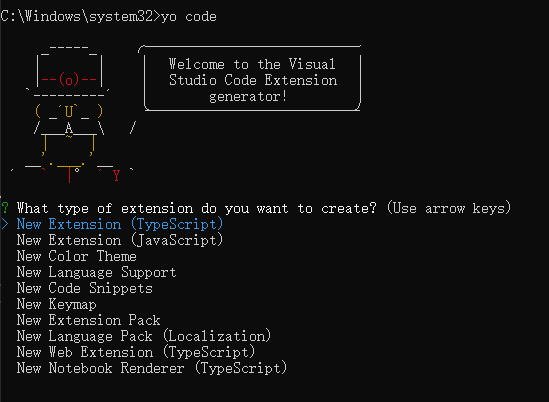 C:\Windows\system32>yo code
Welcome to the Visual
Studio Code Extension
generator!
? What type of extension do you want to create? (Use arrow keys)
> New Extension (TypeScript)
New Extension (JavaScript)
New Color Theme
New Language Support
New Code Snippets
New Keymap
New Extension Pack
New Language Pack (Localization)
New Web Extension (TypeScript)
New Notebook Renderer (TypeScript)